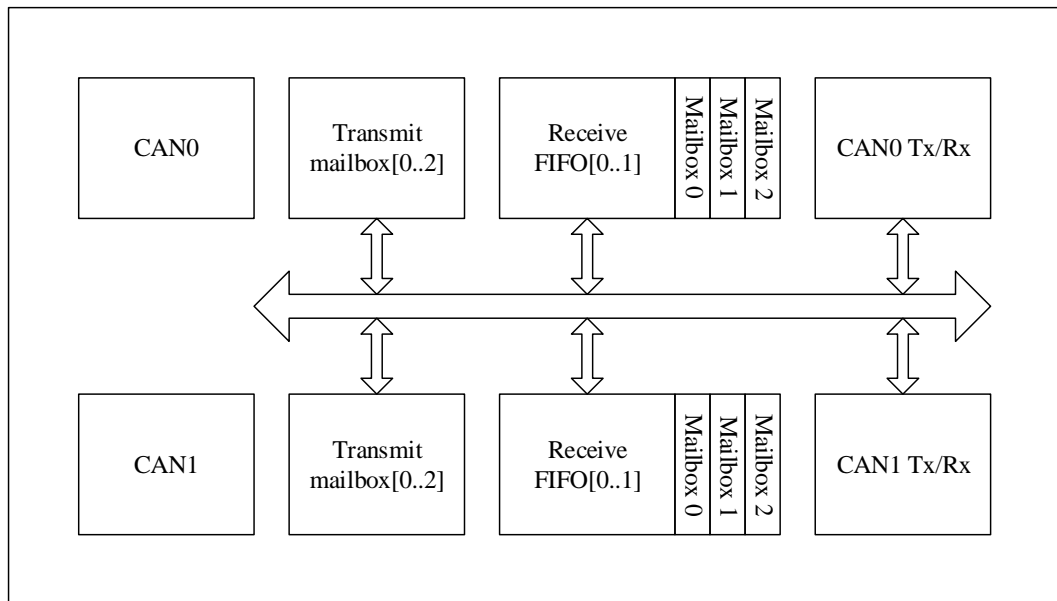 CAN0
Transmit
mailbox[0..2]
Receive
FIFO[0..1]
Mailbox 0
Mailbox 1
Mailbox 2
CAN0 Tx/Rx
CAN1
Transmit
mailbox[0..2]
Receive
FIFO[0..1]
Mailbox 0
Mailbox 1
Mailbox 2
CAN1 Tx/Rx